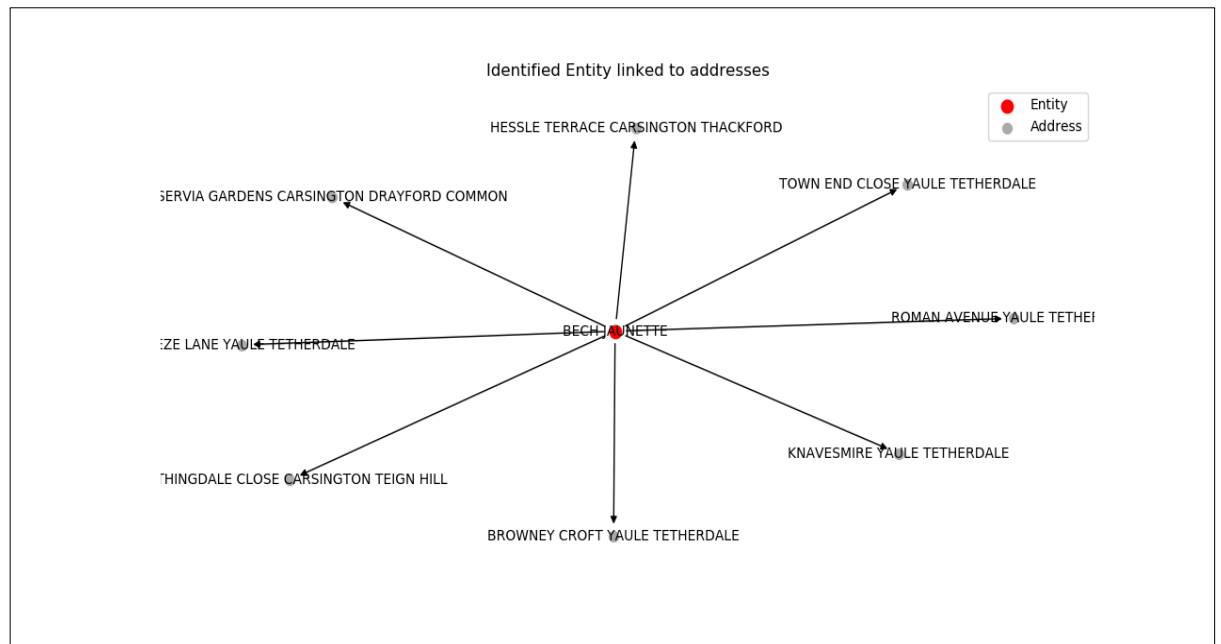 Identified Entity linked to addresses
Entity
Address
HESSLE TERRACE CARSINGTON THACKFORD
TOWN END CLOSE YAULE TETHERDALE
SERVIA GARDENS CARSINGTON DRAYFORD COMMON
ROMAN AVENUE YAULE TETHER
BECH JAUNETTE
EZE LANE YAULE TETHERDALE
KNAVESMIRE YAULE TETHERDALE
THINGDALE CLOSE CARSINGTON TEIGN HILL
BROWNEY CROFT YAULE TETHERDALE